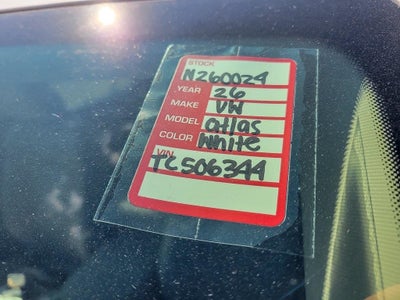 STOCK
N260024
YEAR 26
MAKE VW
MODEL atlas
COLOR White
VIN
TC506344